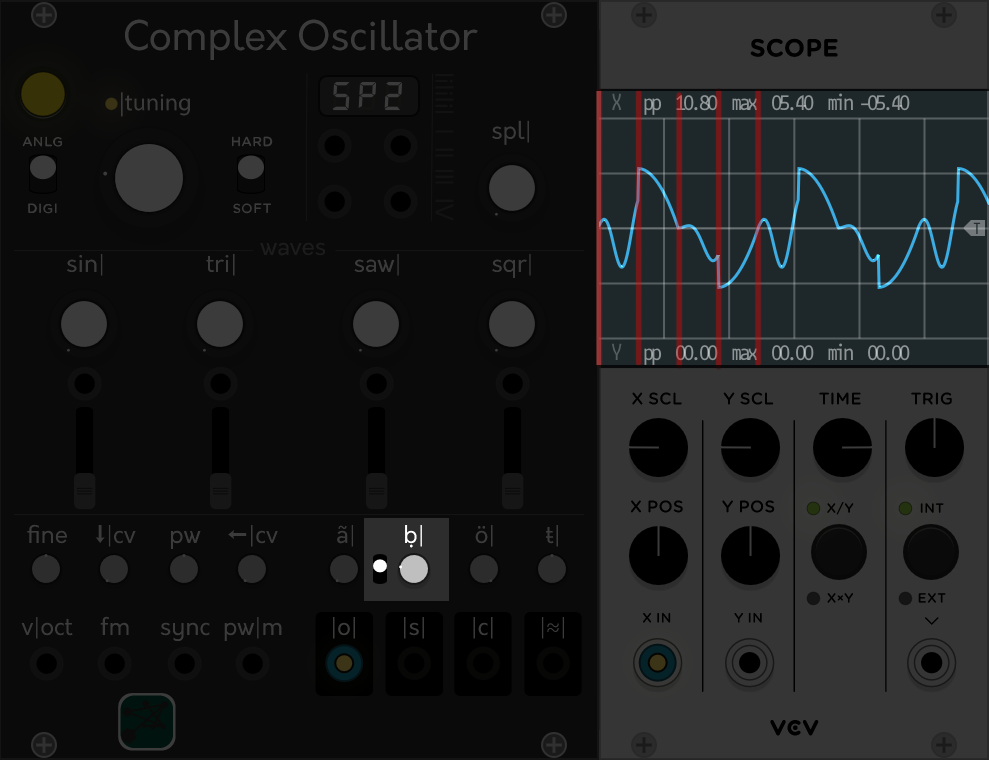 Complex Oscillator
SCOPE
X pp 10.80 max 05.40 min -05.40
|tuning
SP2
spl|
ANLG
HARD
DIGI
SOFT
waves
sin| tri| saw| sqr|
T
Y pp 00.00 max 00.00 min 00.00
X SCL Y SCL TIME TRIG
X POS Y POS X/Y INT
fine ↓|cv pw ←|cv ã| ḅ| ö| ŧ|
X×Y EXT
v|oct fm sync pw|m |o| |s| |c| |≈|
X IN Y IN
VCV